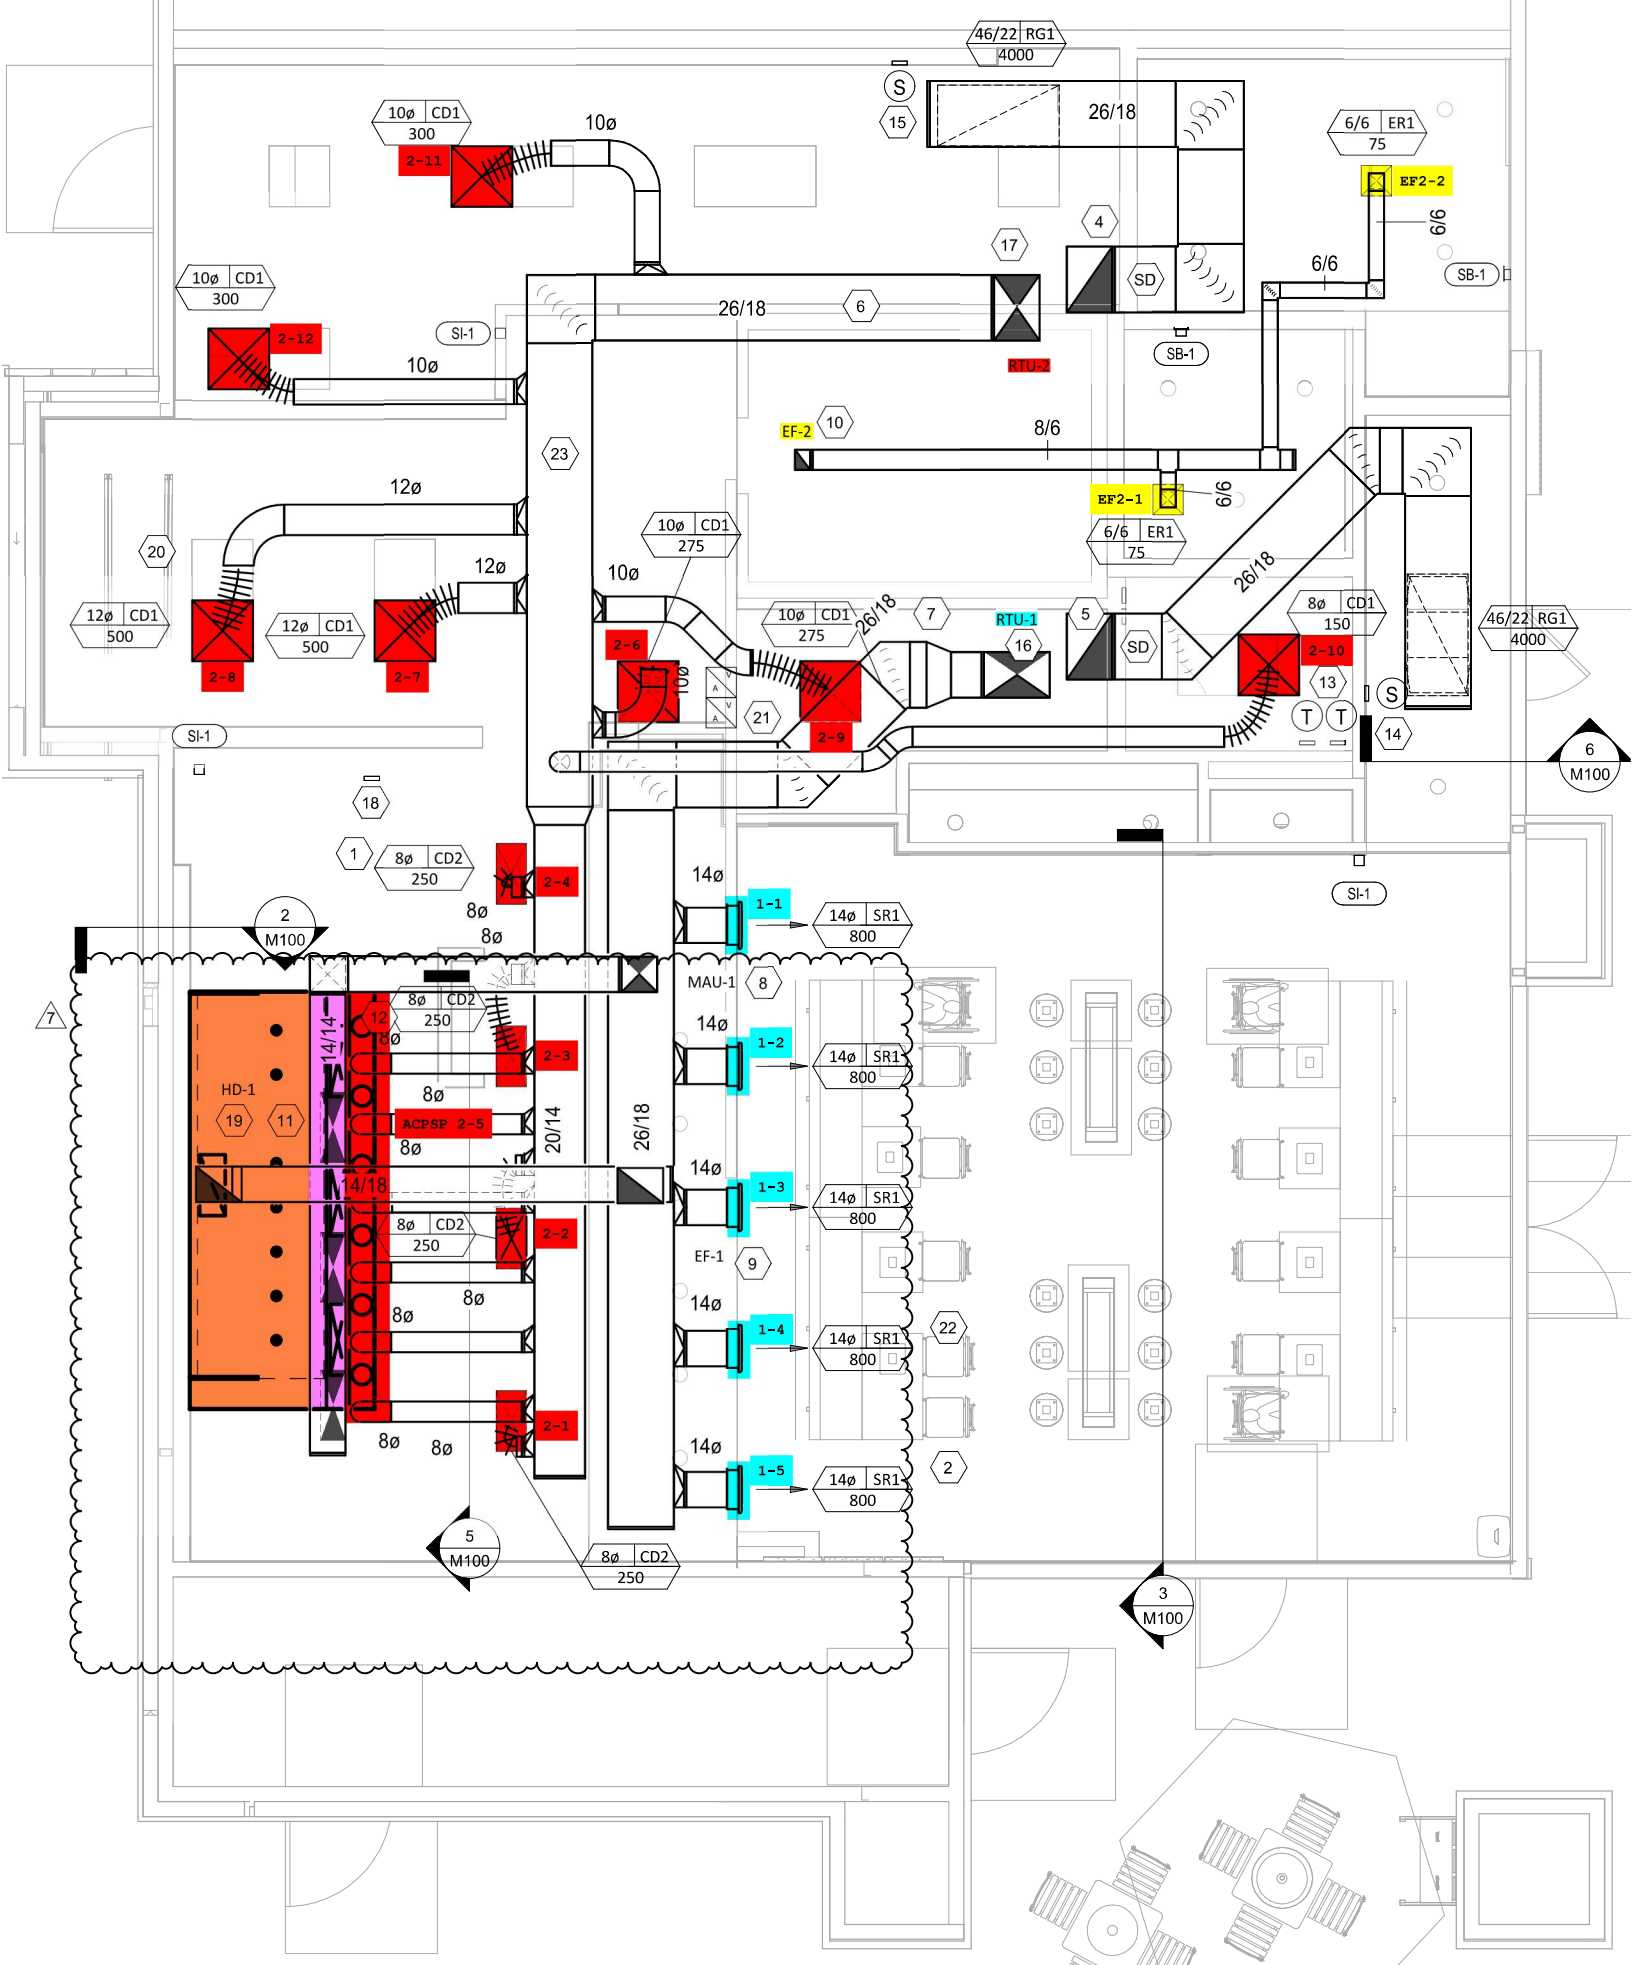 46/22 RG1
4000
S
15
26/18
10ø CD1
300
2-11
10ø
6/6 ER1
75
EF2-2
6/6
4
17
SD
6/6
SB-1
10ø CD1
300
2-12
SI-1
26/18
6
RTU-2
SB-1
10ø
EF-2
10
8/6
23
EF2-1
6/6
6/6 ER1
75
12ø
20
10ø CD1
275
12ø
10ø
26/18
12ø CD1
500
2-8
12ø CD1
500
2-7
2-6
10ø
10ø CD1
275
26/18
7
RTU-1
16
5
SD
8ø CD1
150
2-10
13
46/22 RG1
4000
V
A
V
A
21
2-9
T
T
S
14
6
M100
SI-1
18
1
8ø CD2
250
2-4
8ø
8ø
14ø
1-1
14ø SR1
800
SI-1
2
M100
7
MAU-1
8
14/14
12
8ø CD2
250
8ø
2-3
14ø
1-2
14ø SR1
800
HD-1
19
11
8ø
ACPSP 2-5
8ø
20/14
26/18
14/18
14ø
1-3
14ø SR1
800
8ø CD2
250
2-2
EF-1
9
8ø
8ø
14ø
1-4
14ø SR1
800
22
2-1
8ø
8ø
14ø
1-5
14ø SR1
800
2
5
M100
8ø CD2
250
3
M100